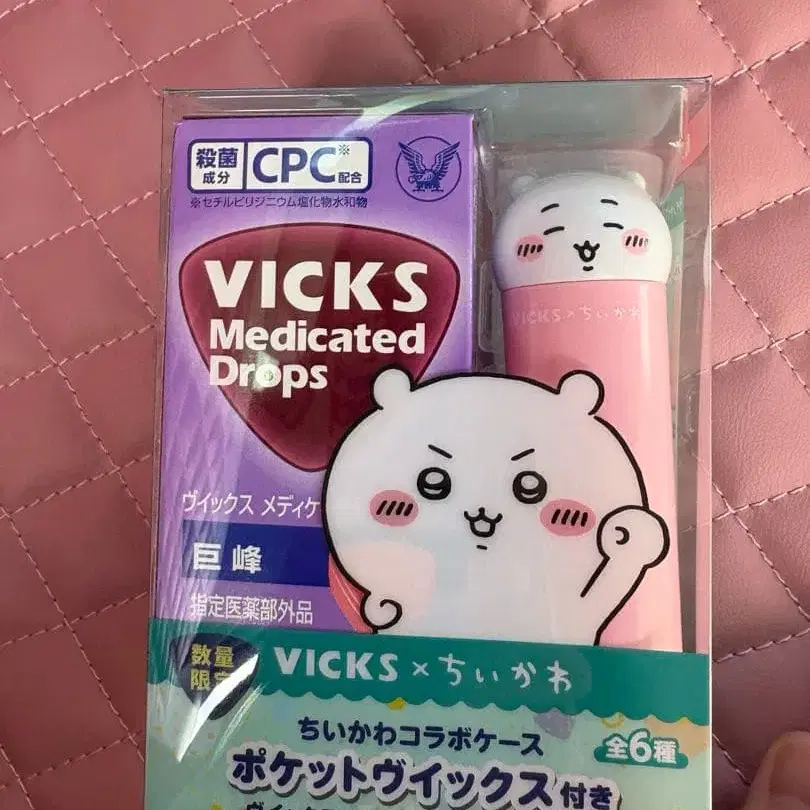 殺菌
成分
CPC※
配合
※セチルピリジニウム塩化物水和物
VICKS
Medicated
Drops
VICKS×ちいかわ
ヴイックス メディケ
巨峰
指定医薬部外品
数量
限定
VICKS×ちいかわ
ちいかわコラボケース
全6種
ポケットヴイックス付き